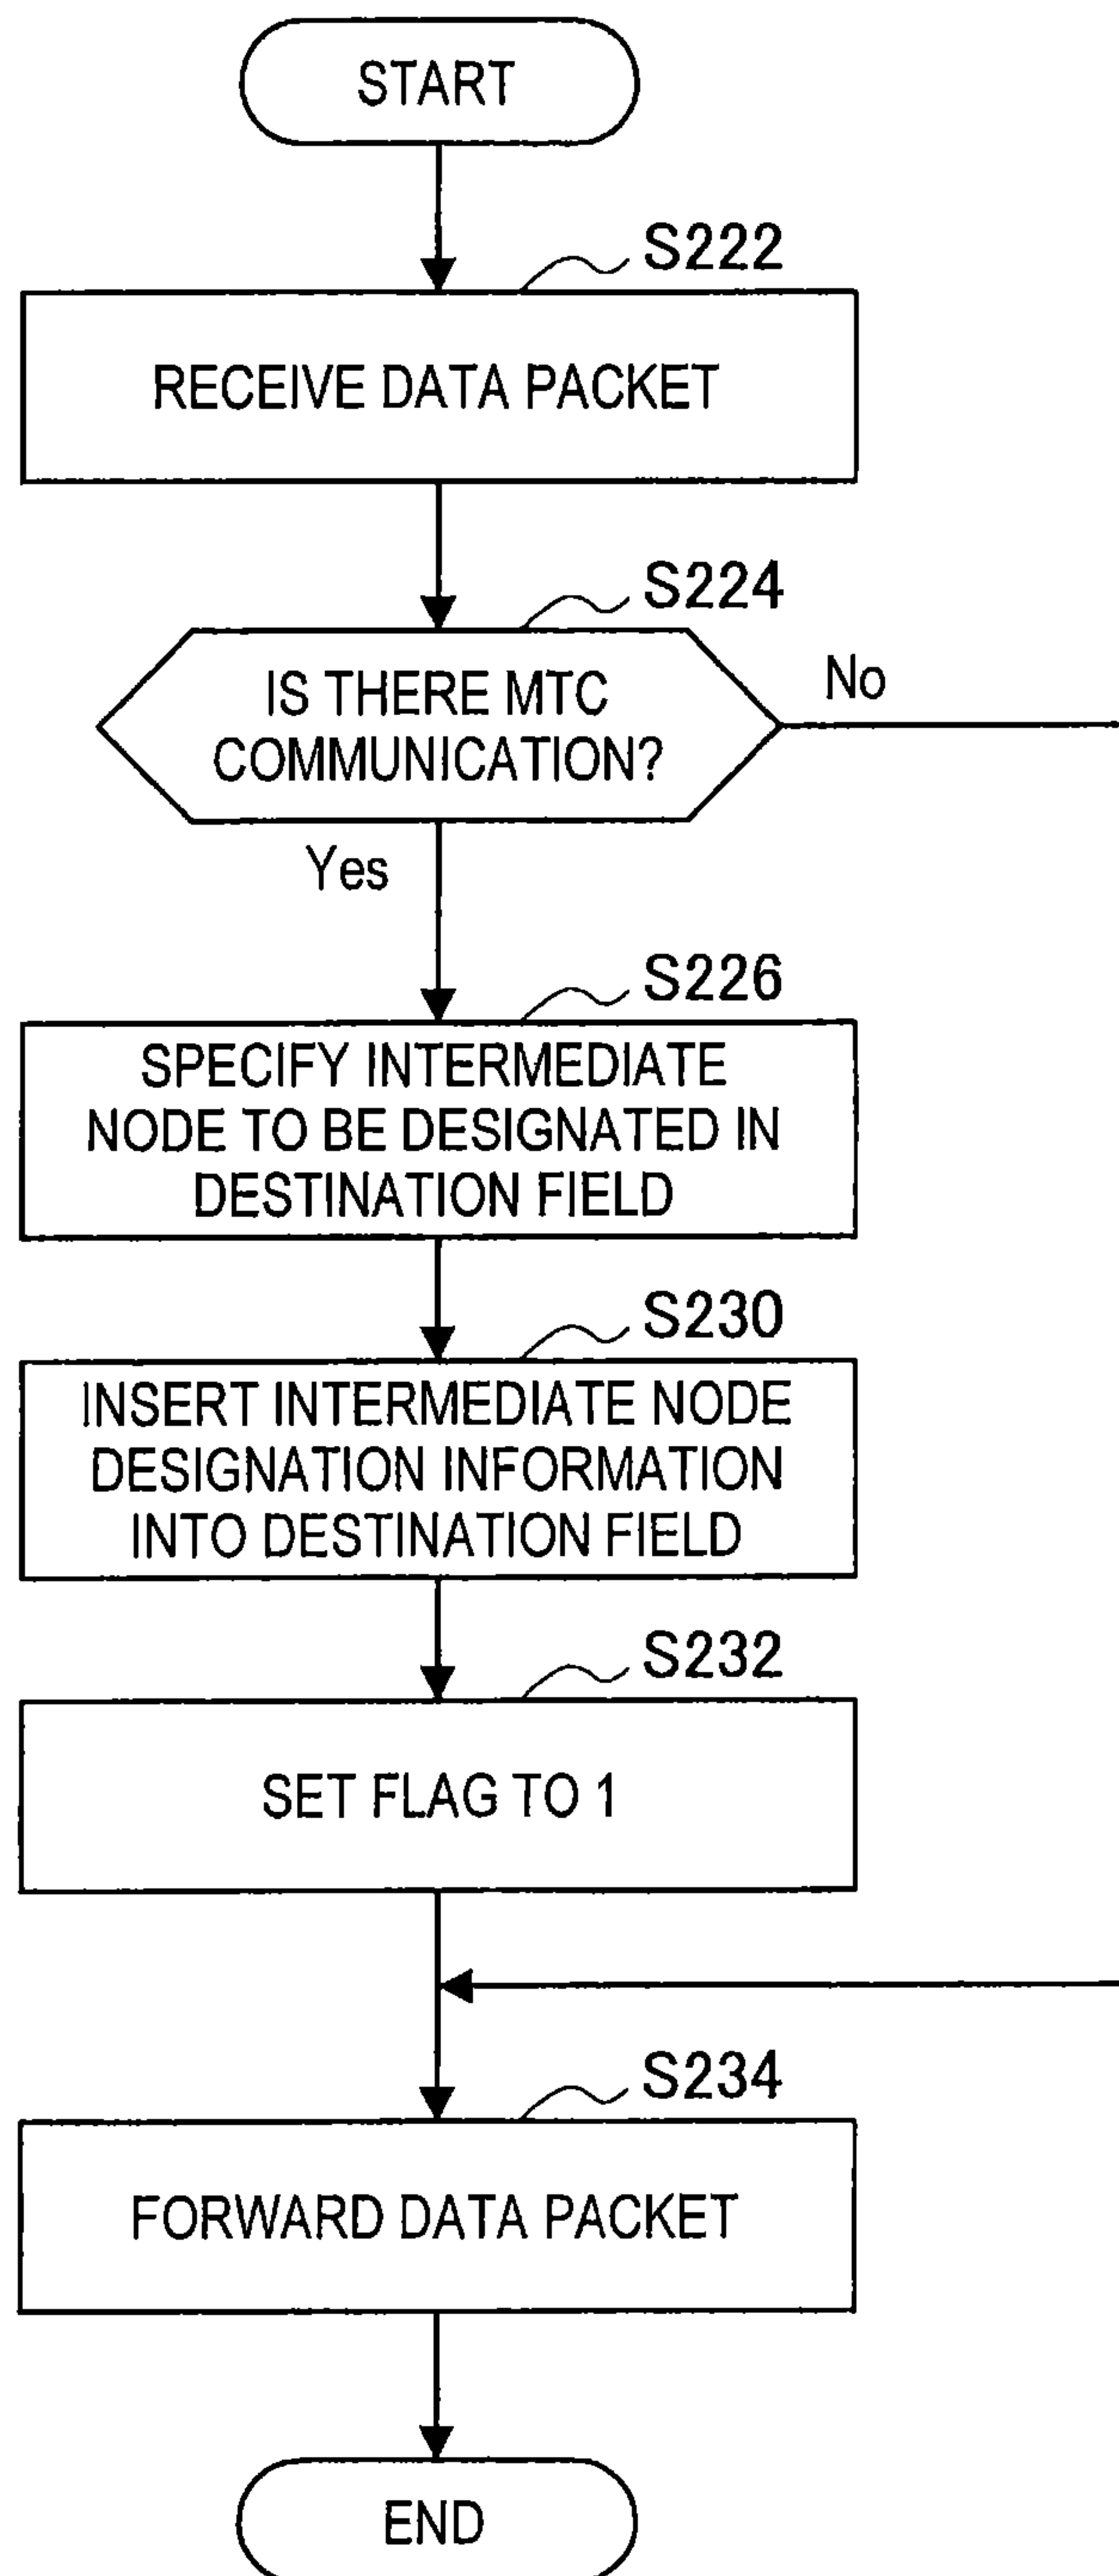 START
S222
RECEIVE DATA PACKET
S224
IS THERE MTC
COMMUNICATION?
No
Yes
S226
SPECIFY INTERMEDIATE
NODE TO BE DESIGNATED IN
DESTINATION FIELD
S230
INSERT INTERMEDIATE NODE
DESIGNATION INFORMATION
INTO DESTINATION FIELD
S232
SET FLAG TO 1
S234
FORWARD DATA PACKET
END